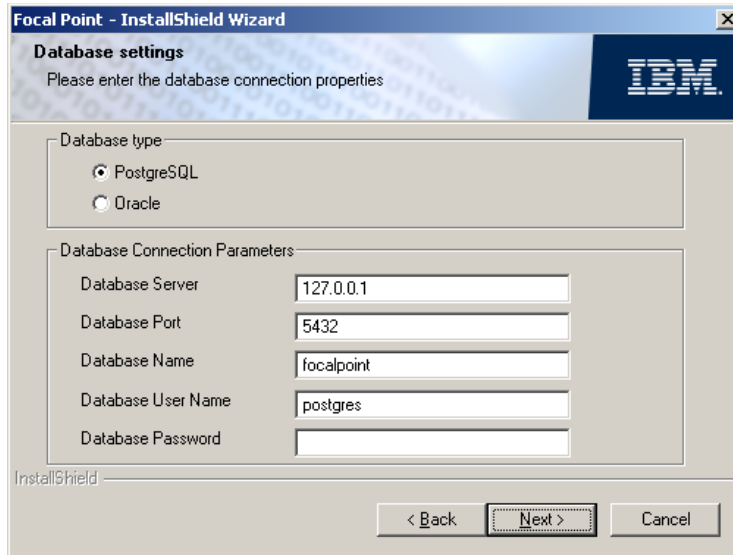 Focal Point - InstallShield Wizard
Database settings
Please enter the database connection properties
IBM.
Database type
PostgreSQL
Oracle
Database Connection Parameters
Database Server 127.0.0.1
Database Port 5432
Database Name focalpoint
Database User Name postgres
Database Password
InstallShield
< Back Next > Cancel